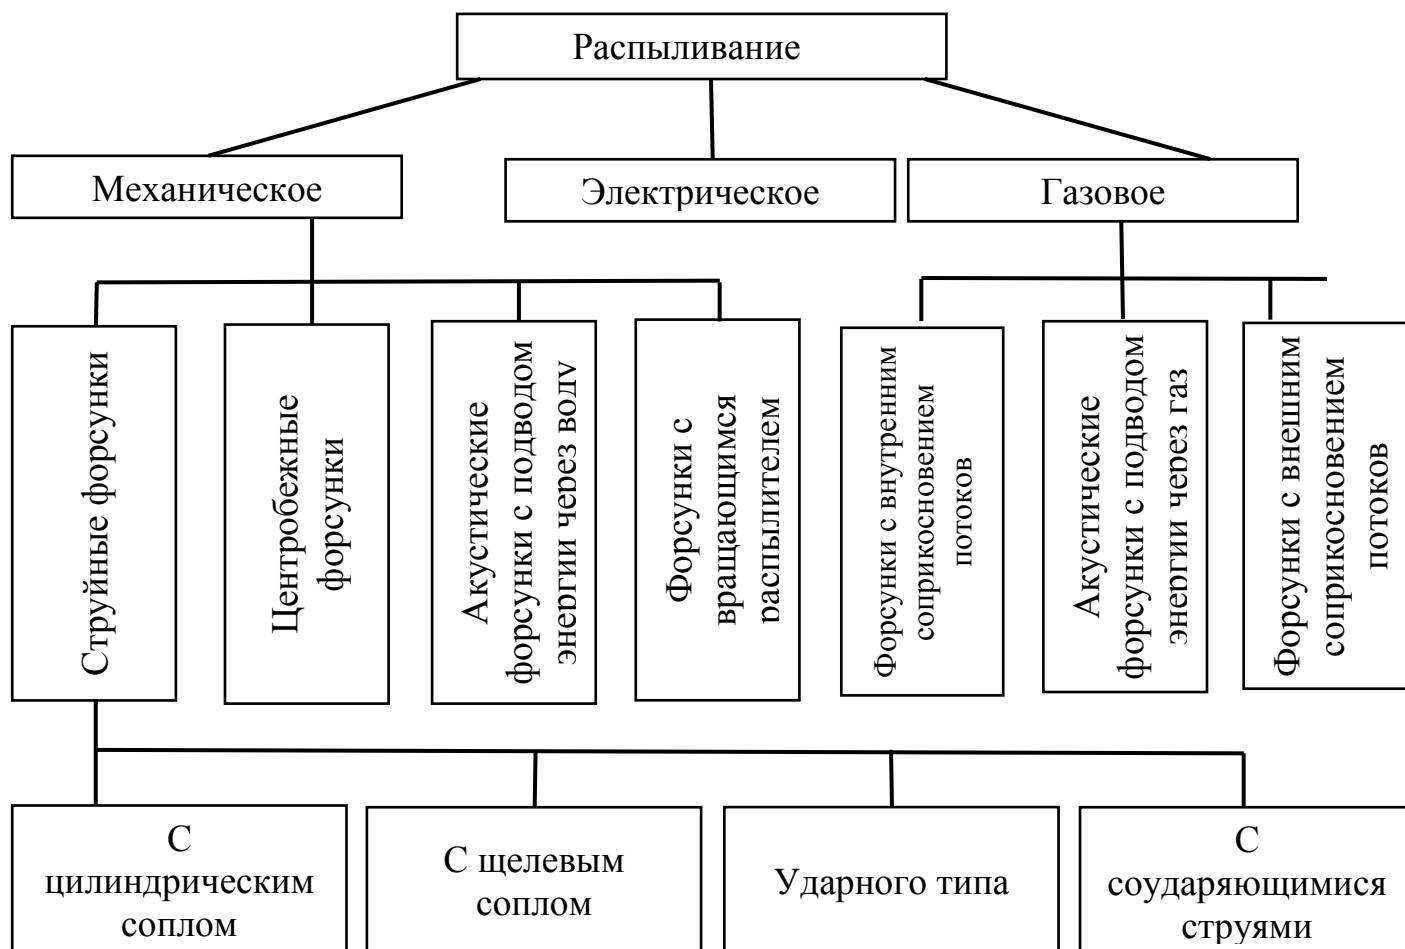 Распыливание
Механическое
Электрическое
Газовое
Струйные форсунки
Центробежные
форсунки
Акустические
форсунки с подводом
энергии через воду
Форсунки с
вращающимся
распылителем
Форсунки с внутренним
соприкосновением
потоков
Акустические
форсунки с подводом
энергии через газ
Форсунки с внешним
соприкосновением
потоков
С
цилиндрическим
соплом
С щелевым
соплом
Ударного типа
С
соударяющимися
струями